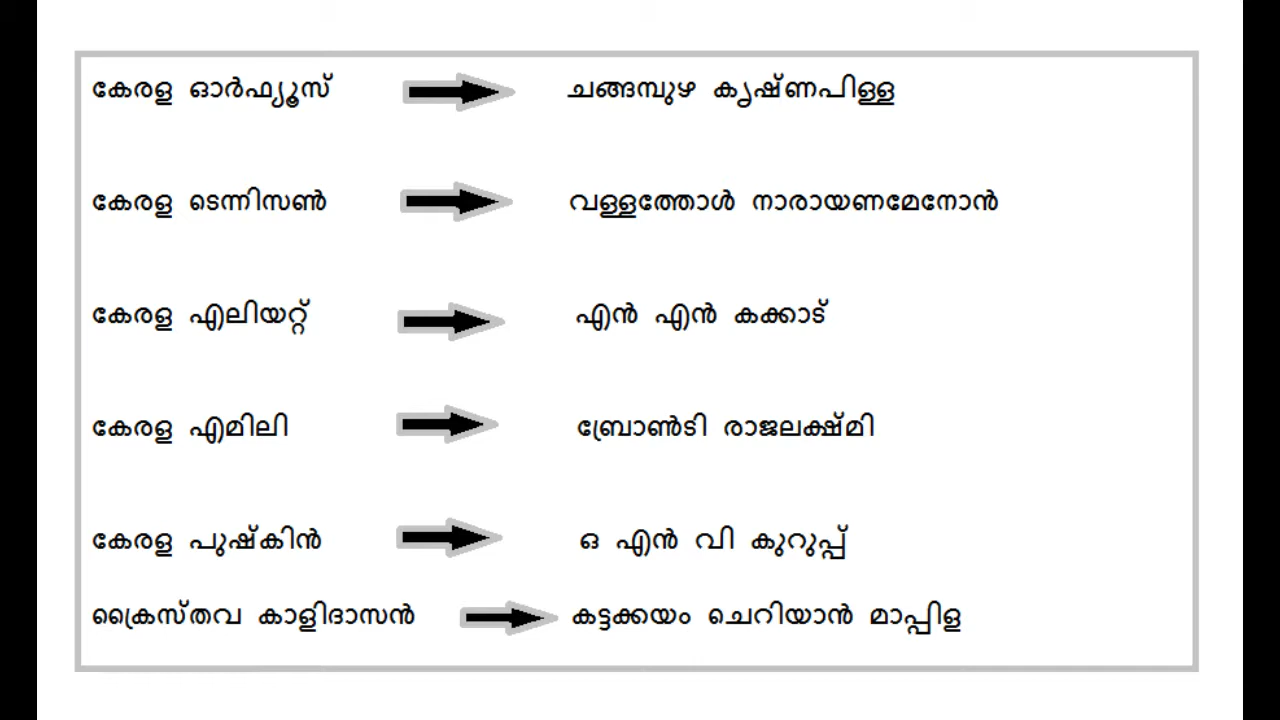 കേരള ഓർഫ്യൂസ് ചങ്ങമ്പുഴ കൃഷ്ണപിള്ള
കേരള ടെന്നിസൺ വള്ളത്തോൾ നാരായണമേനോൻ
കേരള എലിയറ്റ് എൻ എൻ കക്കാട്
കേരള എമിലി ബ്രോൺടി രാജലക്ഷ്മി
കേരള പുഷ്കിൻ ഒ എൻ വി കുറുപ്പ്
ക്രൈസ്തവ കാളിദാസൻ കട്ടക്കയം ചെറിയാൻ മാപ്പിള